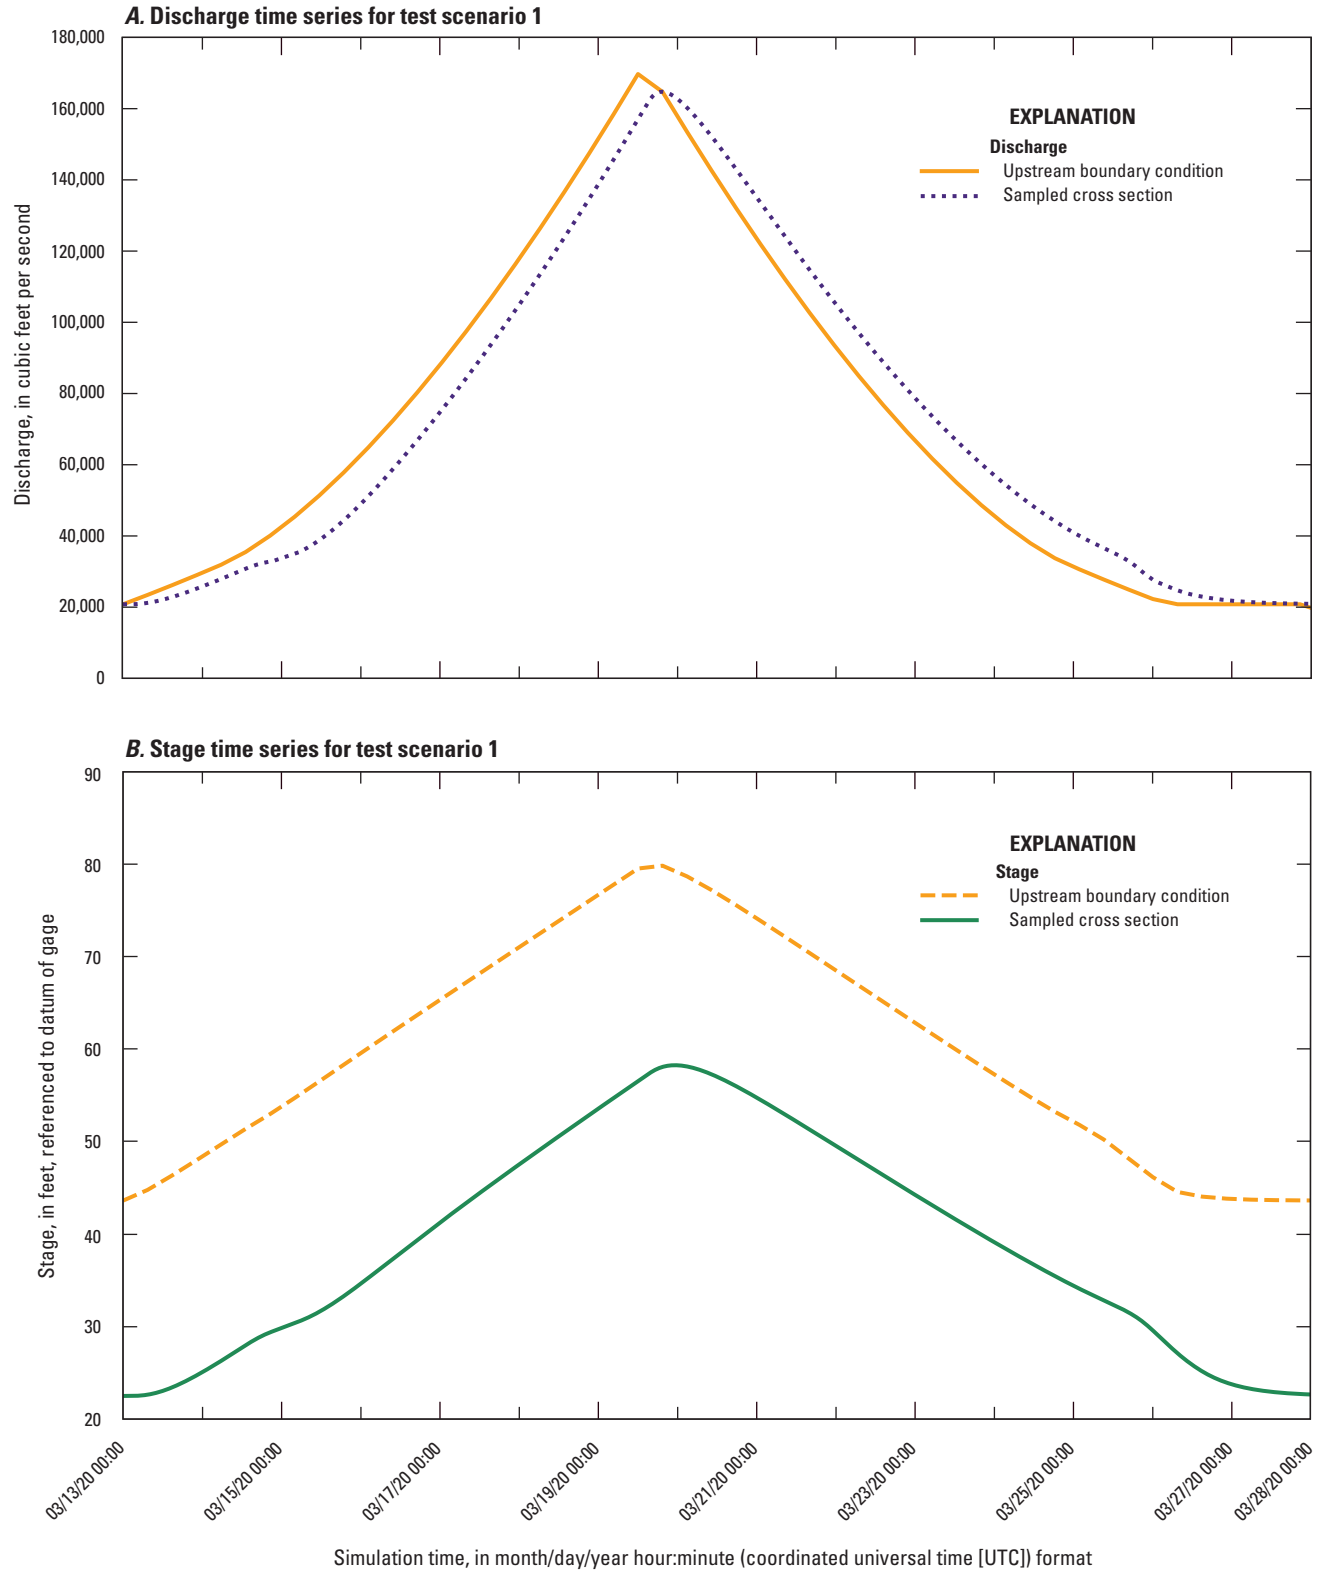 A. Discharge time series for test scenario 1
180,000
160,000
140,000
120,000
100,000
80,000
60,000
40,000
20,000
0
Discharge, in cubic feet per second
EXPLANATION
Discharge
Upstream boundary condition
Sampled cross section
B. Stage time series for test scenario 1
90
80
70
60
50
40
30
20
Stage, in feet, referenced to datum of gage
EXPLANATION
Stage
Upstream boundary condition
Sampled cross section
03/13/20 00:00
03/15/20 00:00
03/17/20 00:00
03/19/20 00:00
03/21/20 00:00
03/23/20 00:00
03/25/20 00:00
03/27/20 00:00
03/28/20 00:00
Simulation time, in month/day/year hour:minute (coordinated universal time [UTC]) format